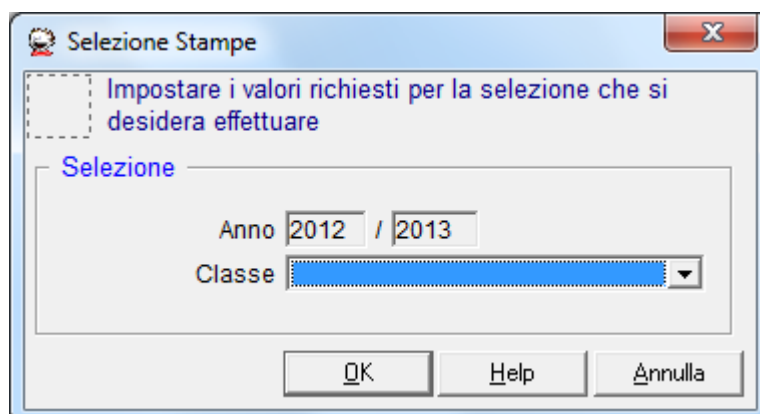 Selezione Stampe
Impostare i valori richiesti per la selezione che si
desidera effettuare
Selezione
Anno 2012 / 2013
Classe
OK Help Annulla